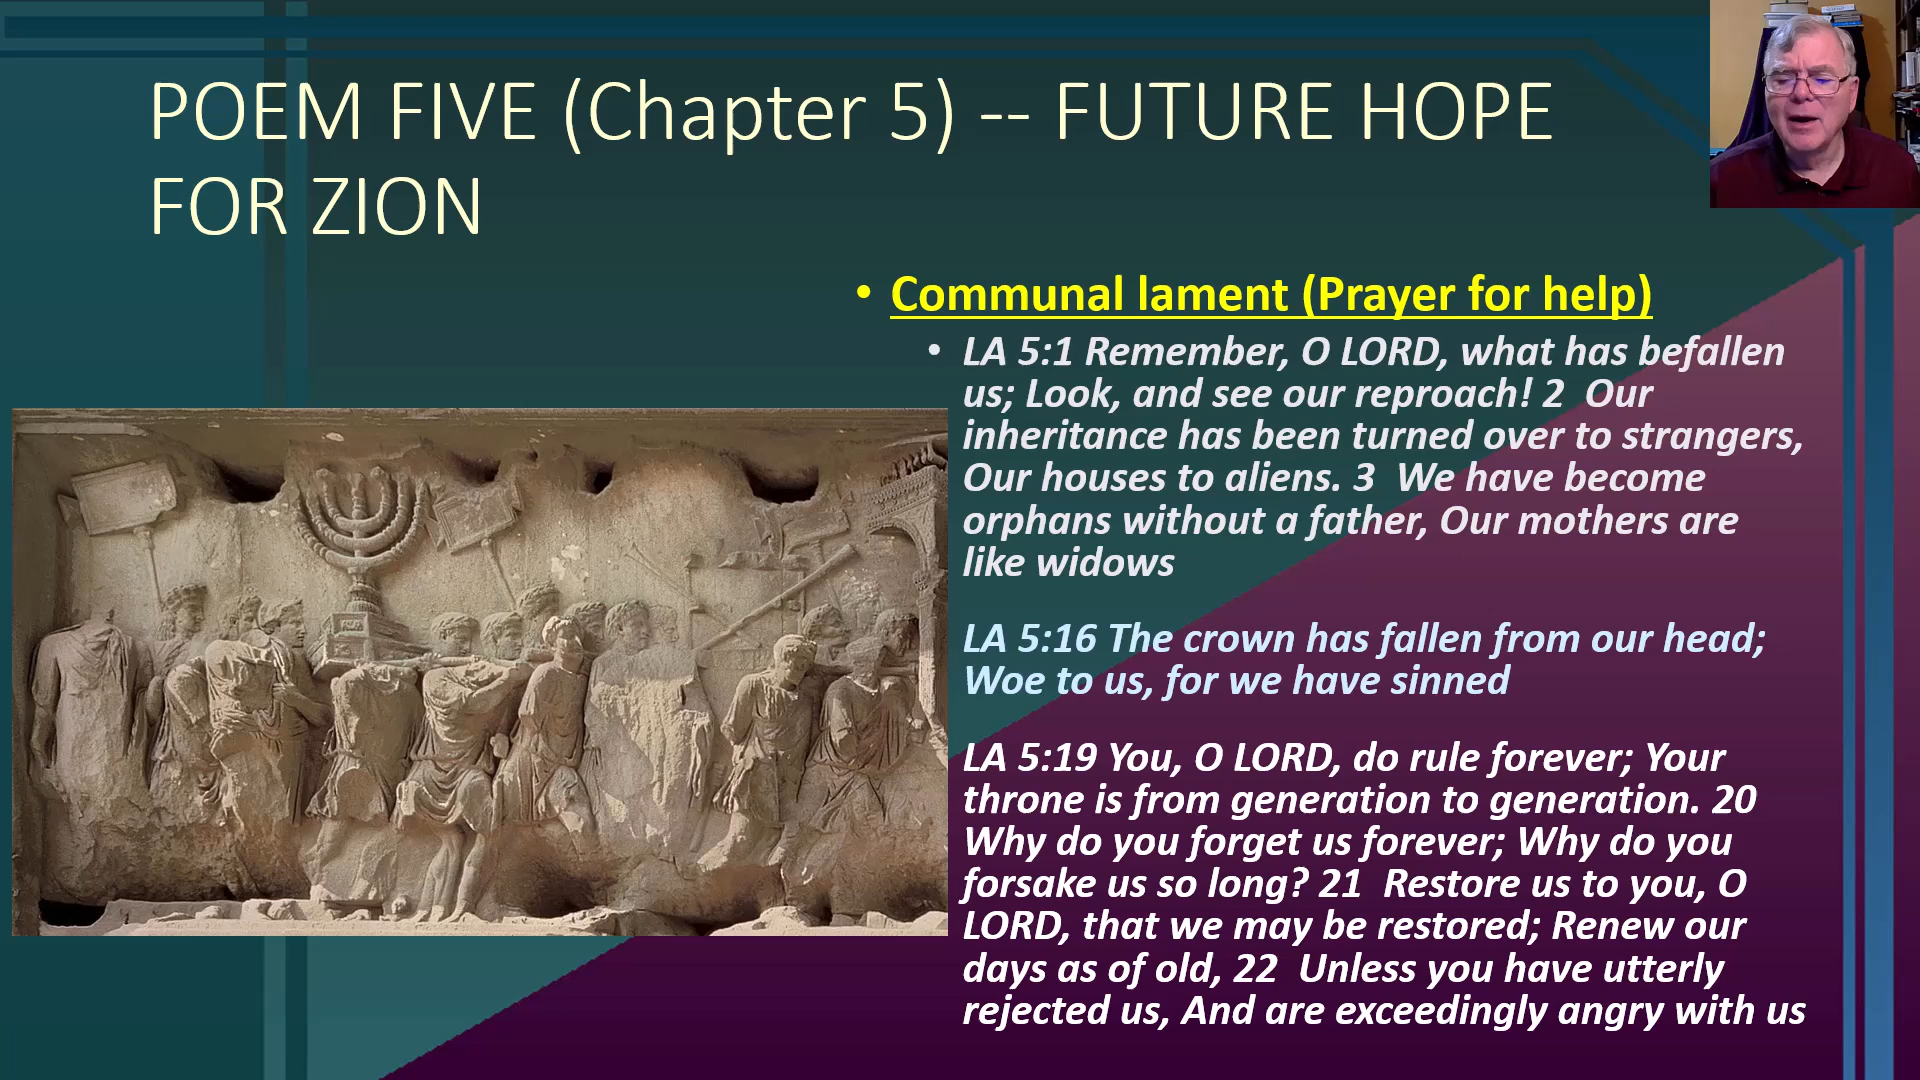 POEM FIVE (Chapter 5) -- FUTURE HOPE
FOR ZION
• Communal lament (Prayer for help)
• LA 5:1 Remember, O LORD, what has befallen
us; Look, and see our reproach! 2  Our
inheritance has been turned over to strangers,
Our houses to aliens. 3  We have become
orphans without a father, Our mothers are
like widows
LA 5:16 The crown has fallen from our head;
Woe to us, for we have sinned
LA 5:19 You, O LORD, do rule forever; Your
throne is from generation to generation. 20
Why do you forget us forever; Why do you
forsake us so long? 21  Restore us to you, O
LORD, that we may be restored; Renew our
days as of old, 22  Unless you have utterly
rejected us, And are exceedingly angry with us